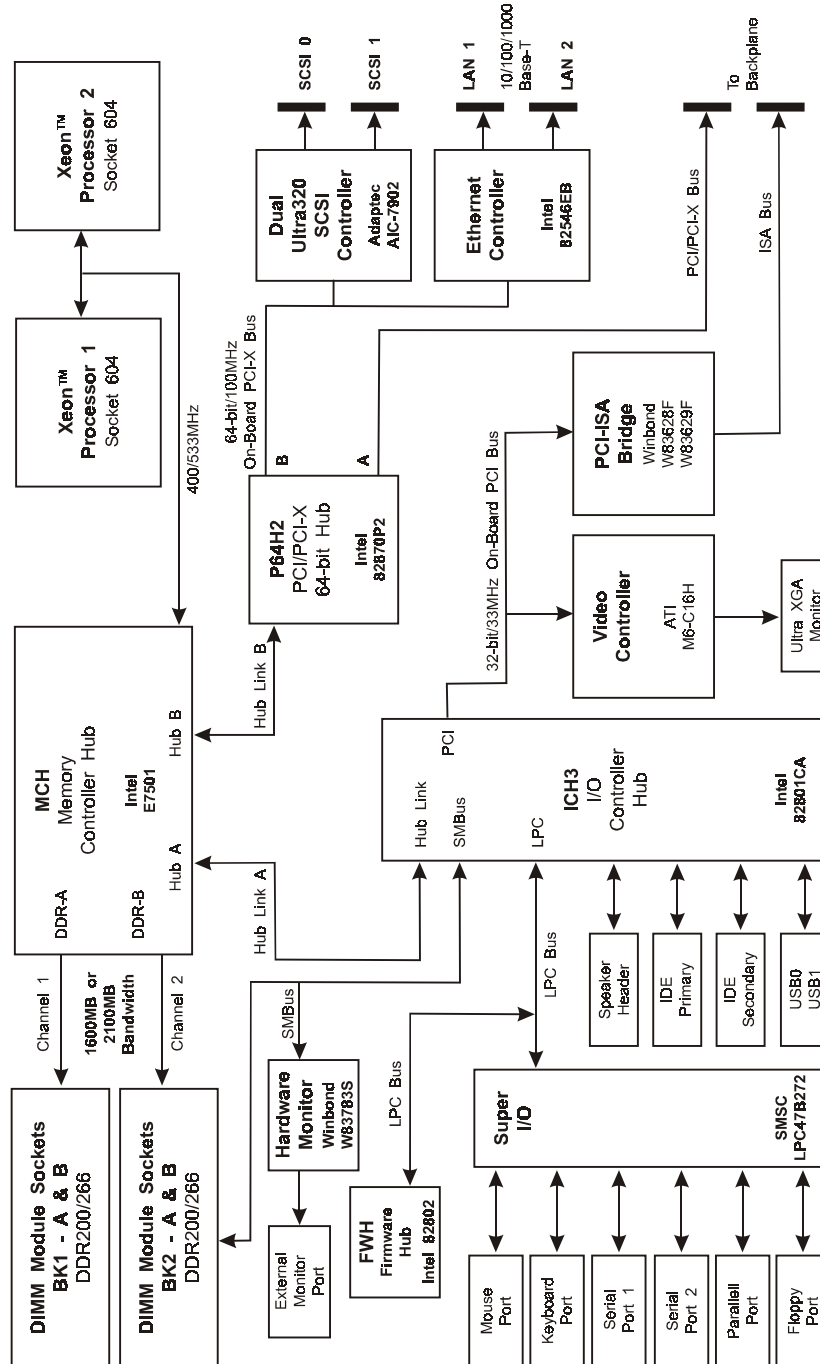 Xeon™
Processor 2
Socket 604
Xeon™
Processor 1
Socket 604
400/533MHz
MCH
Memory
Controller Hub
Intel
E7501
DDR-A
DDR-B
Hub A
Hub B
Channel 1
1600MB or
2100MB
Bandwidth
Channel 2
DIMM Module Sockets
BK1 - A & B
DDR200/266
DIMM Module Sockets
BK2 - A & B
DDR200/266
SCSI 0
SCSI 1
Dual
Ultra320
SCSI
Controller
Adaptec
AIC-7902
LAN 1
10/100/1000
Base-T
LAN 2
Ethernet
Controller
Intel
82546EB
To
Backplane
PCI/PCI-X Bus
ISA Bus
64-bit/100MHz
On-Board PCI-X Bus
B
A
P64H2
PCI/PCI-X
64-bit Hub
Intel
82870P2
Hub Link B
Hub Link A
32-bit/33MHz On-Board PCI Bus
PCI-ISA
Bridge
Winbond
W83628F
W83629F
Video
Controller
ATI
M6-C16H
Ultra XGA
Monitor
Hub Link
SMBus
PCI
LPC
ICH3
I/O
Controller
Hub
Intel
82801CA
SMBus
Hardware
Monitor
Winbond
W83783S
External
Monitor
Port
LPC Bus
LPC Bus
FWH
Firmware
Hub
Intel 82802
Speaker
Header
IDE
Primary
IDE
Secondary
USB0
USB1
Super
I/O
SMSC
LPC47B272
Mouse
Port
Keyboard
Port
Serial
Port 1
Serial
Port 2
Parallell
Port
Floppy
Port